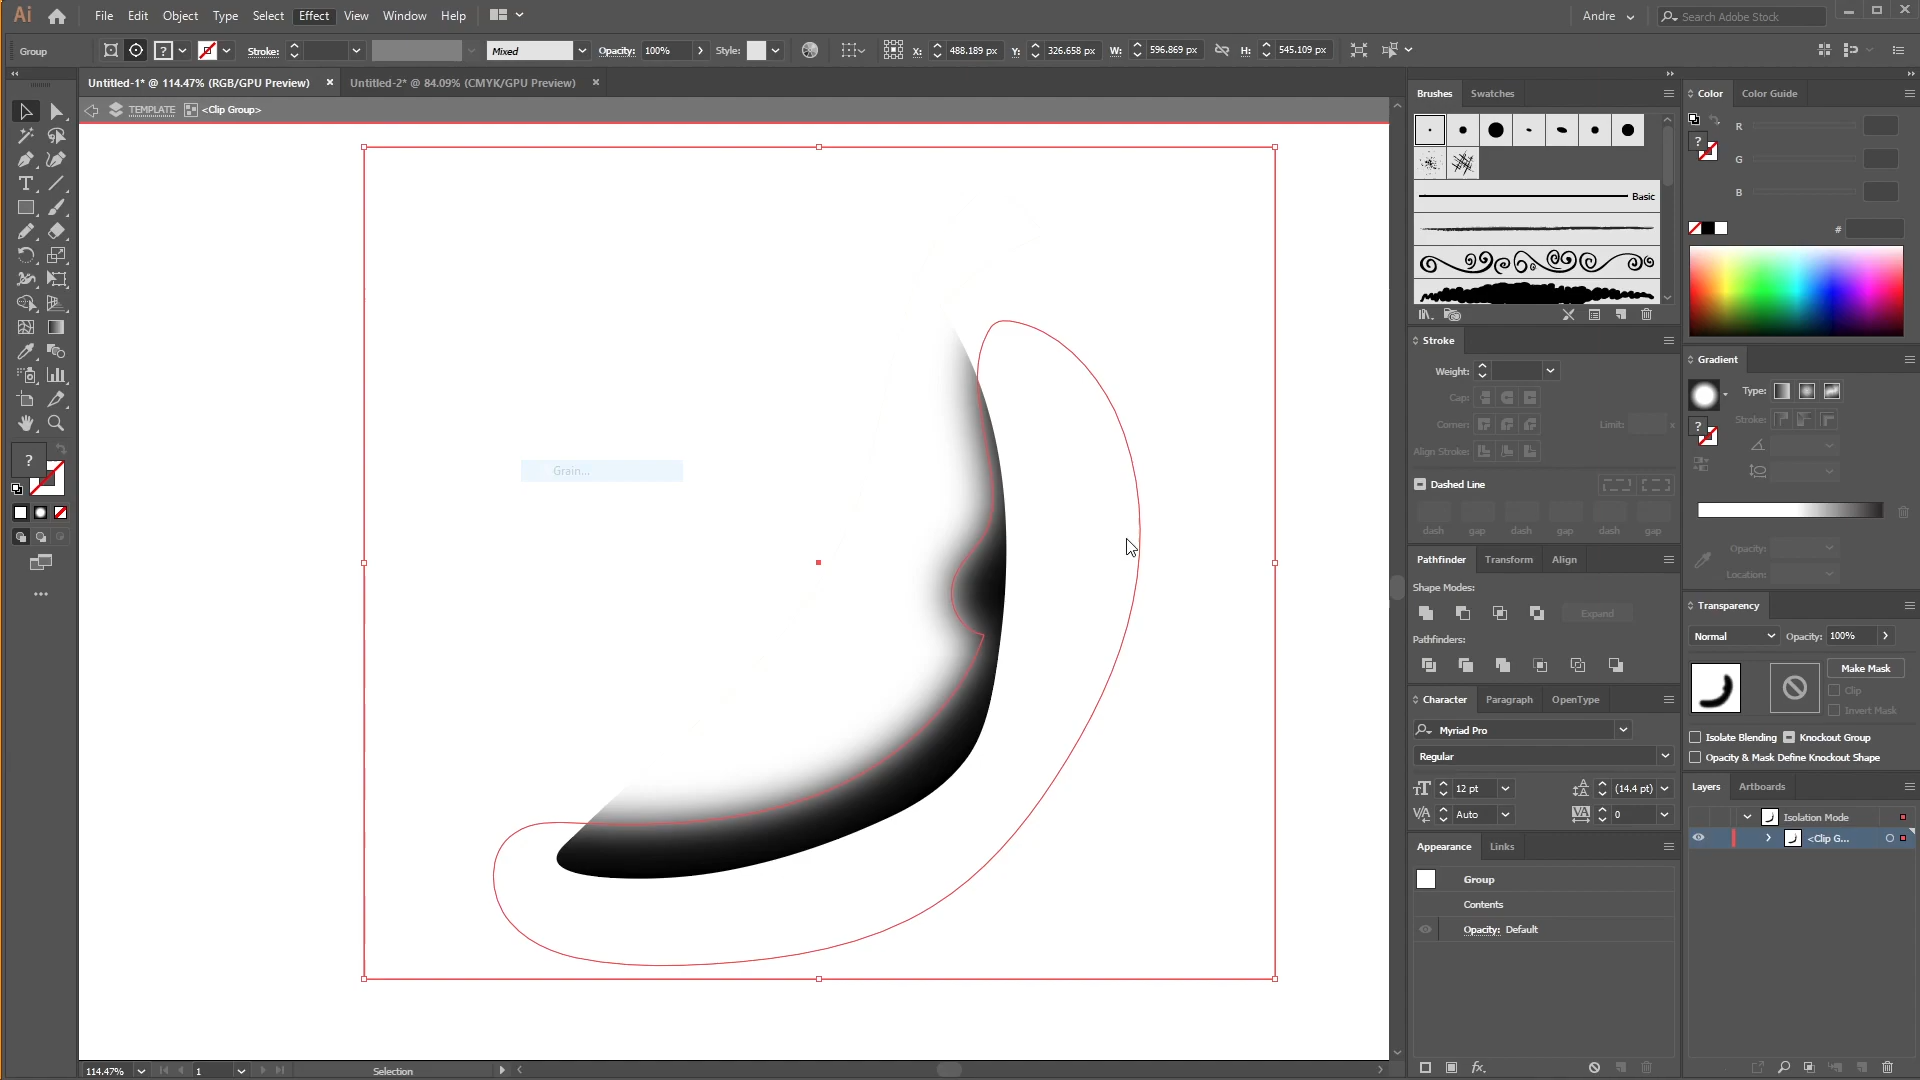 Ai File Edit Object Type Select Effect View Window Help Andre Search Adobe Stock
Group ? Stroke: Mixed Opacity: 100% Style: X: 488.189 px Y: 326.658 px W: 596.869 px H: 545.109 px
Untitled-1* @ 114.47% (RGB/GPU Preview) × Untitled-2* @ 84.09% (CMYK/GPU Preview) ×
TEMPLATE <Clip Group>
Grain...
?
114.47% 1 Selection
Brushes Swatches
Basic
Stroke
Weight:
Cap:
Corner: Limit: x
Align Stroke:
Dashed Line
dash gap dash gap dash gap
Pathfinder Transform Align
Shape Modes:
Expand
Pathfinders:
Character Paragraph OpenType
Myriad Pro
Regular
12 pt (14.4 pt)
Auto 0
Appearance Links
Group
Contents
Opacity: Default
fx
Color Color Guide
? R
G
B
#
Gradient
Type:
? Stroke:
Opacity:
Location:
Transparency
Normal Opacity: 100%
Make Mask
Clip
Invert Mask
Isolate Blending Knockout Group
Opacity & Mask Define Knockout Shape
Layers Artboards
Isolation Mode
<Clip G...